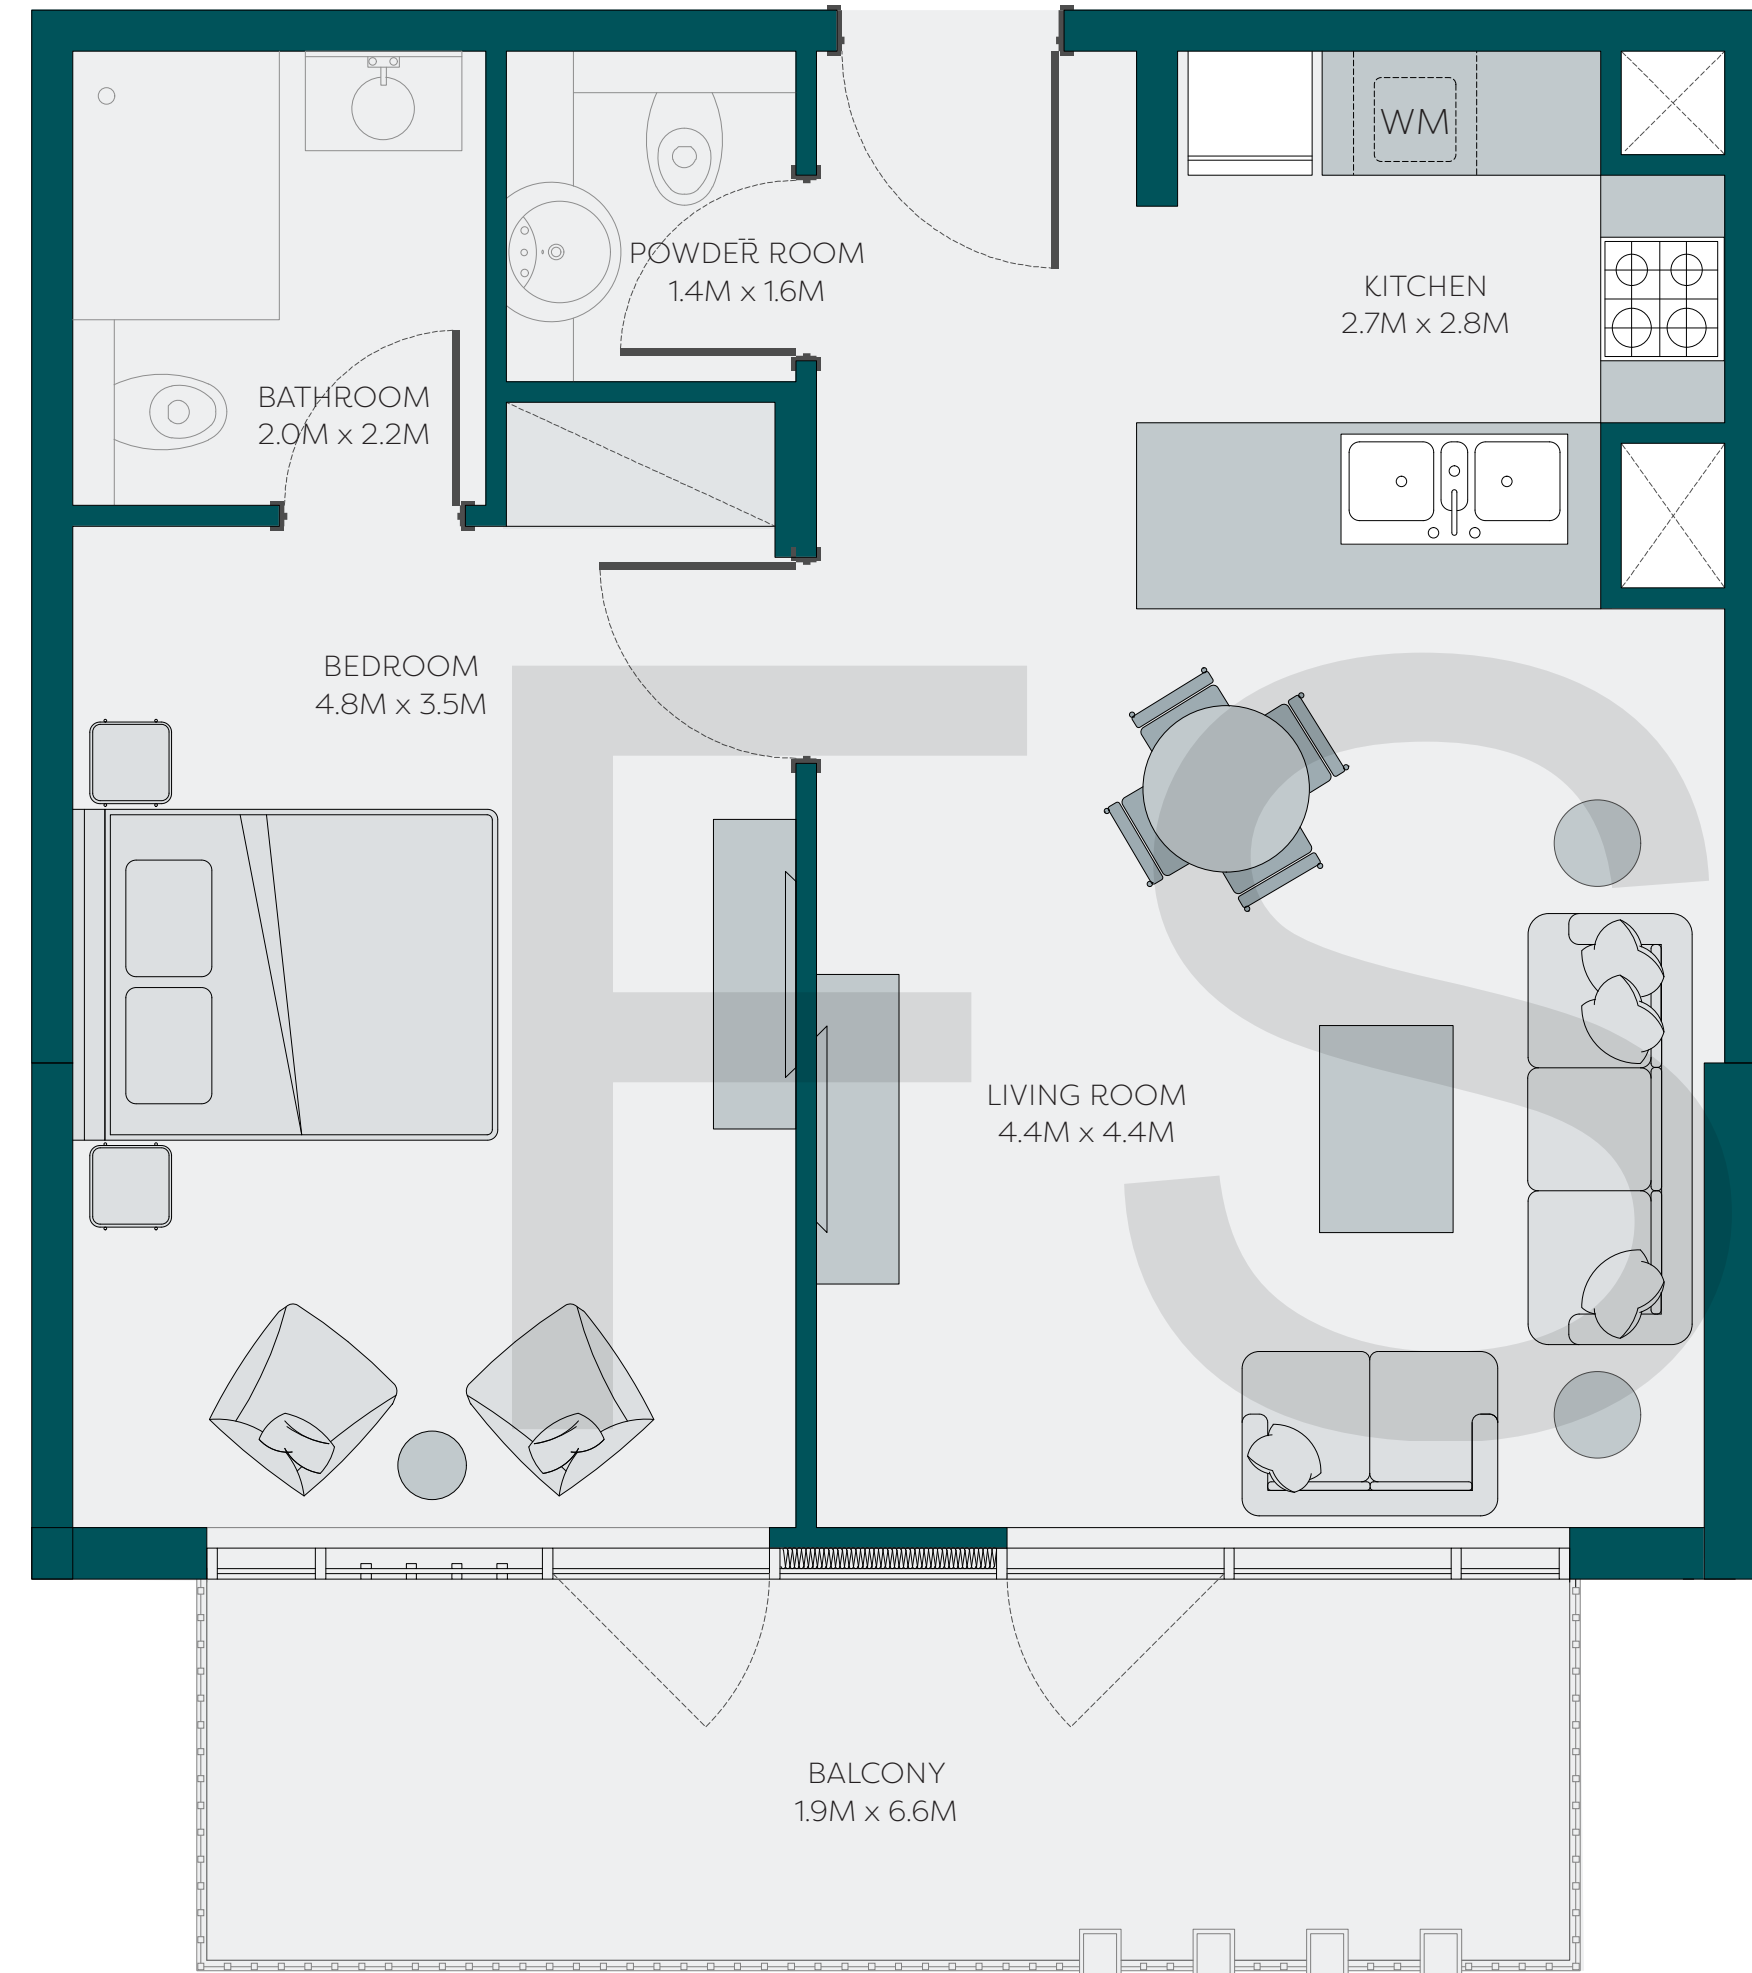 WM
POWDER ROOM
1.4M x 1.6M
KITCHEN
2.7M x 2.8M
BATHROOM
2.0M x 2.2M
BEDROOM
4.8M x 3.5M
LIVING ROOM
4.4M x 4.4M
BALCONY
1.9M x 6.6M
FS